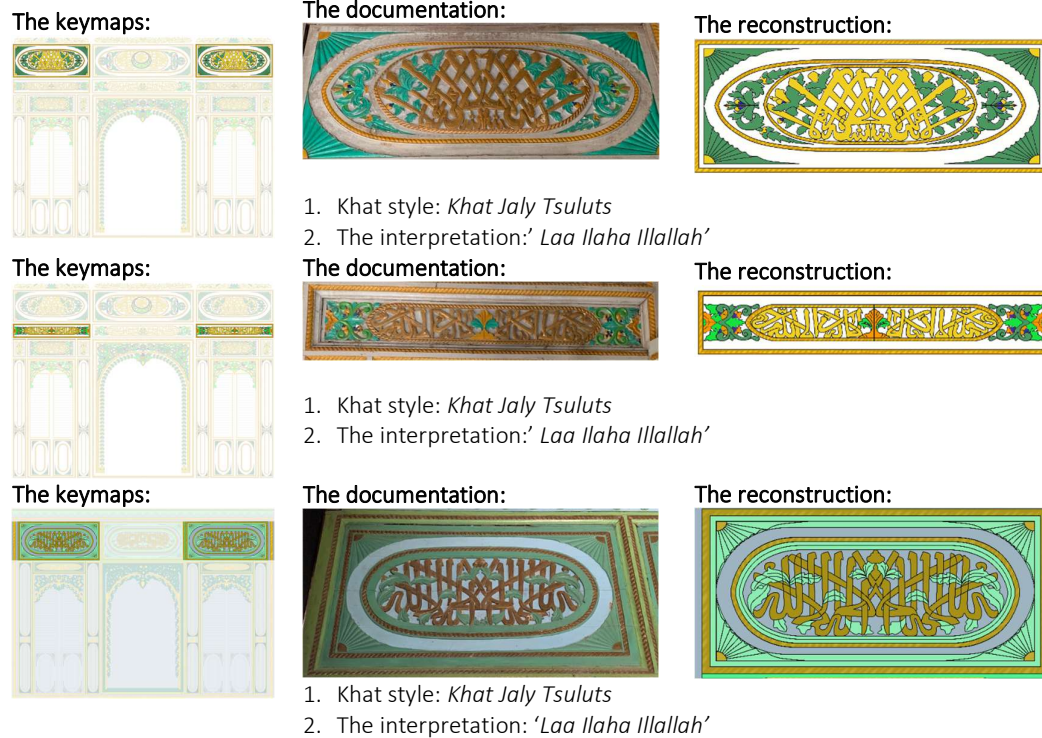 The keymaps:
The documentation:
The reconstruction:
1. Khat style: Khat Jaly Tsuluts
2. The interpretation:’ Laa Ilaha Illallah’
The keymaps:
The documentation:
The reconstruction:
1. Khat style: Khat Jaly Tsuluts
2. The interpretation:’ Laa Ilaha Illallah’
The keymaps:
The documentation:
The reconstruction:
1. Khat style: Khat Jaly Tsuluts
2. The interpretation: ‘Laa Ilaha Illallah’